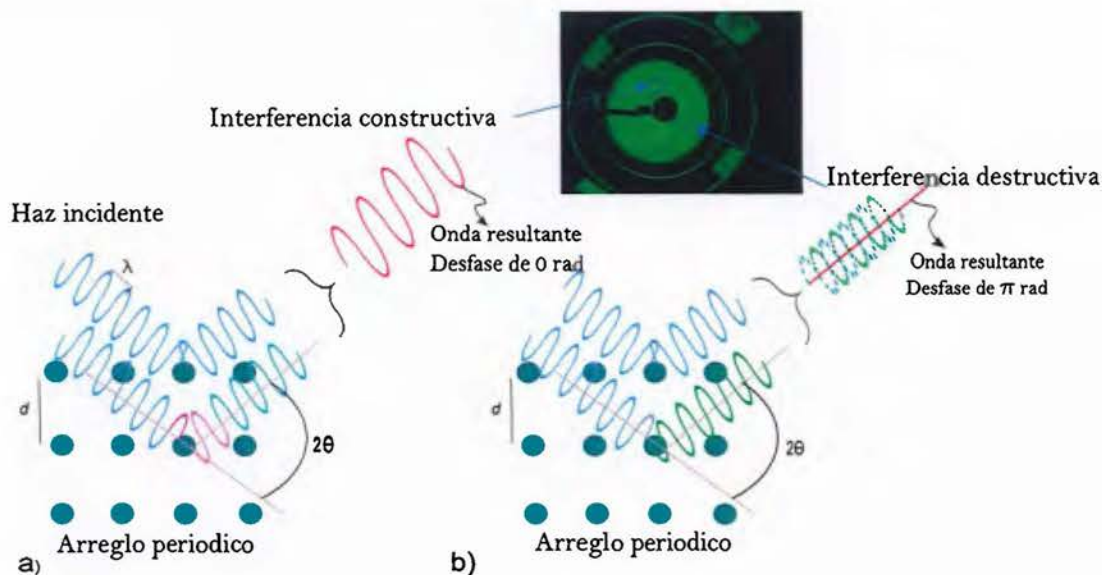 Interferencia constructiva
Interferencia destructiva
Haz incidente
Onda resultante
Desfase de 0 rad
Onda resultante
Desfase de π rad
λ
d
2θ
d
2θ
Arreglo periodico
Arreglo periodico
a)
b)